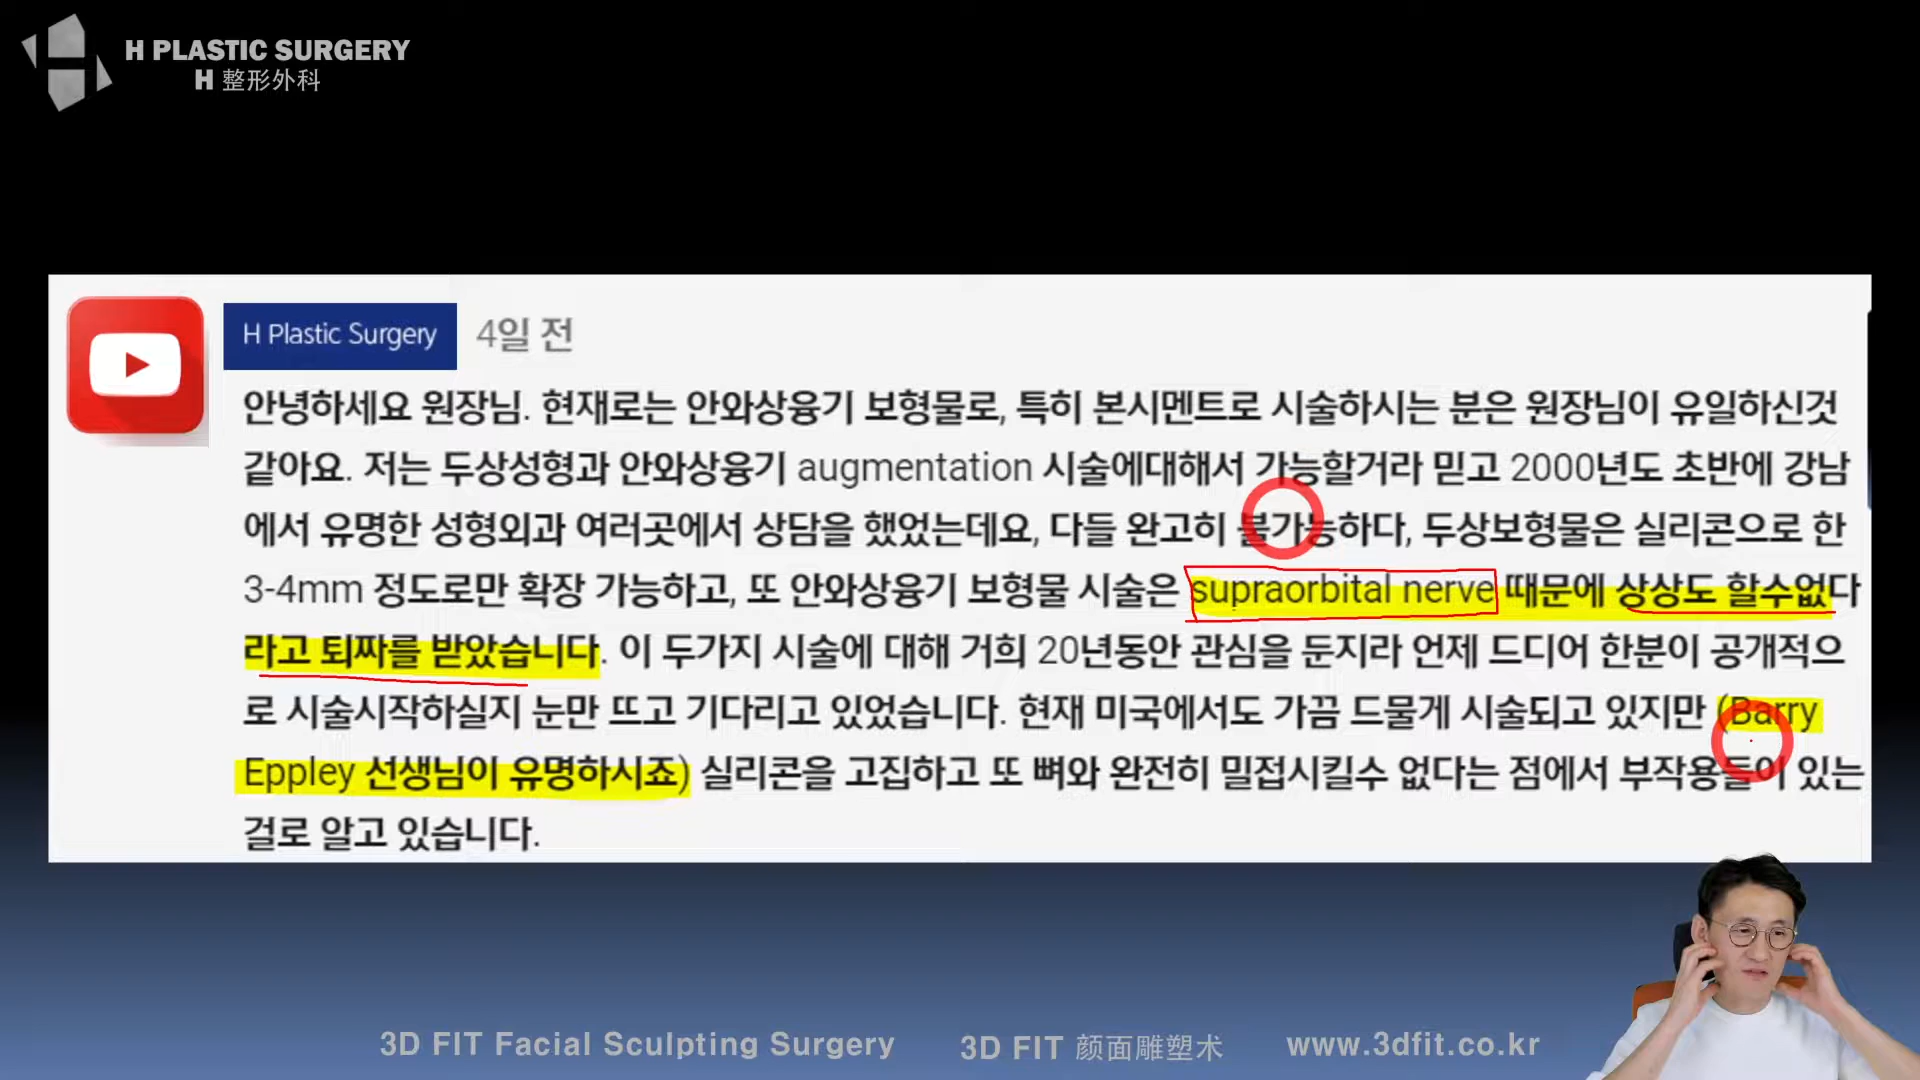 H PLASTIC SURGERY
H 整形外科
H Plastic Surgery 4일 전
안녕하세요 원장님. 현재로는 안와상융기 보형물로, 특히 본시멘트로 시술하시는 분은 원장님이 유일하신것
같아요. 저는 두상성형과 안와상융기 augmentation 시술에대해서 가능할거라 믿고 2000년도 초반에 강남
에서 유명한 성형외과 여러곳에서 상담을 했었는데요, 다들 완고히 불가능하다, 두상보형물은 실리콘으로 한
3-4mm 정도로만 확장 가능하고, 또 안와상융기 보형물 시술은 supraorbital nerve 때문에 상상도 할수없다
라고 퇴짜를 받았습니다. 이 두가지 시술에 대해 거희 20년동안 관심을 둔지라 언제 드디어 한분이 공개적으
로 시술시작하실지 눈만 뜨고 기다리고 있었습니다. 현재 미국에서도 가끔 드물게 시술되고 있지만 (Barry
Eppley 선생님이 유명하시죠) 실리콘을 고집하고 또 뼈와 완전히 밀접시킬수 없다는 점에서 부작용들이 있는
걸로 알고 있습니다.
3D FIT Facial Sculpting Surgery 3D FIT 颜面雕塑术 www.3dfit.co.kr